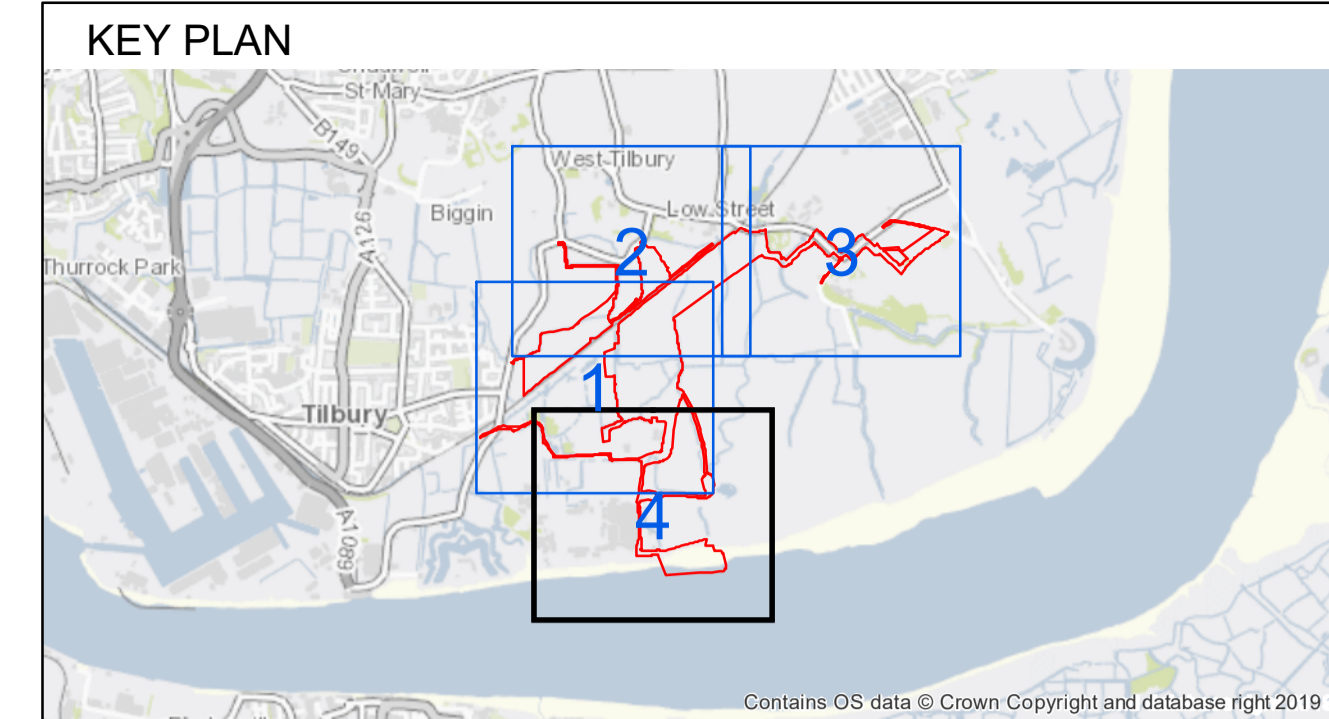 KEY PLAN
St Mary
B149
West Tilbury
Biggin
Low Street
A126
2
3
Thurrock Park
1
Tilbury
4
A1089
Contains OS data © Crown Copyright and database right 2019